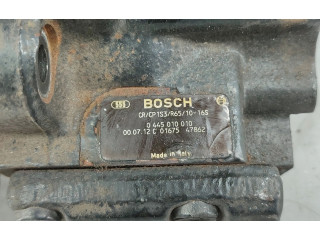 BOSCH
CR/CP1S3/R65/10-16S
0 445 010 010
00.07.12 C 01675 47862
Made in Italy